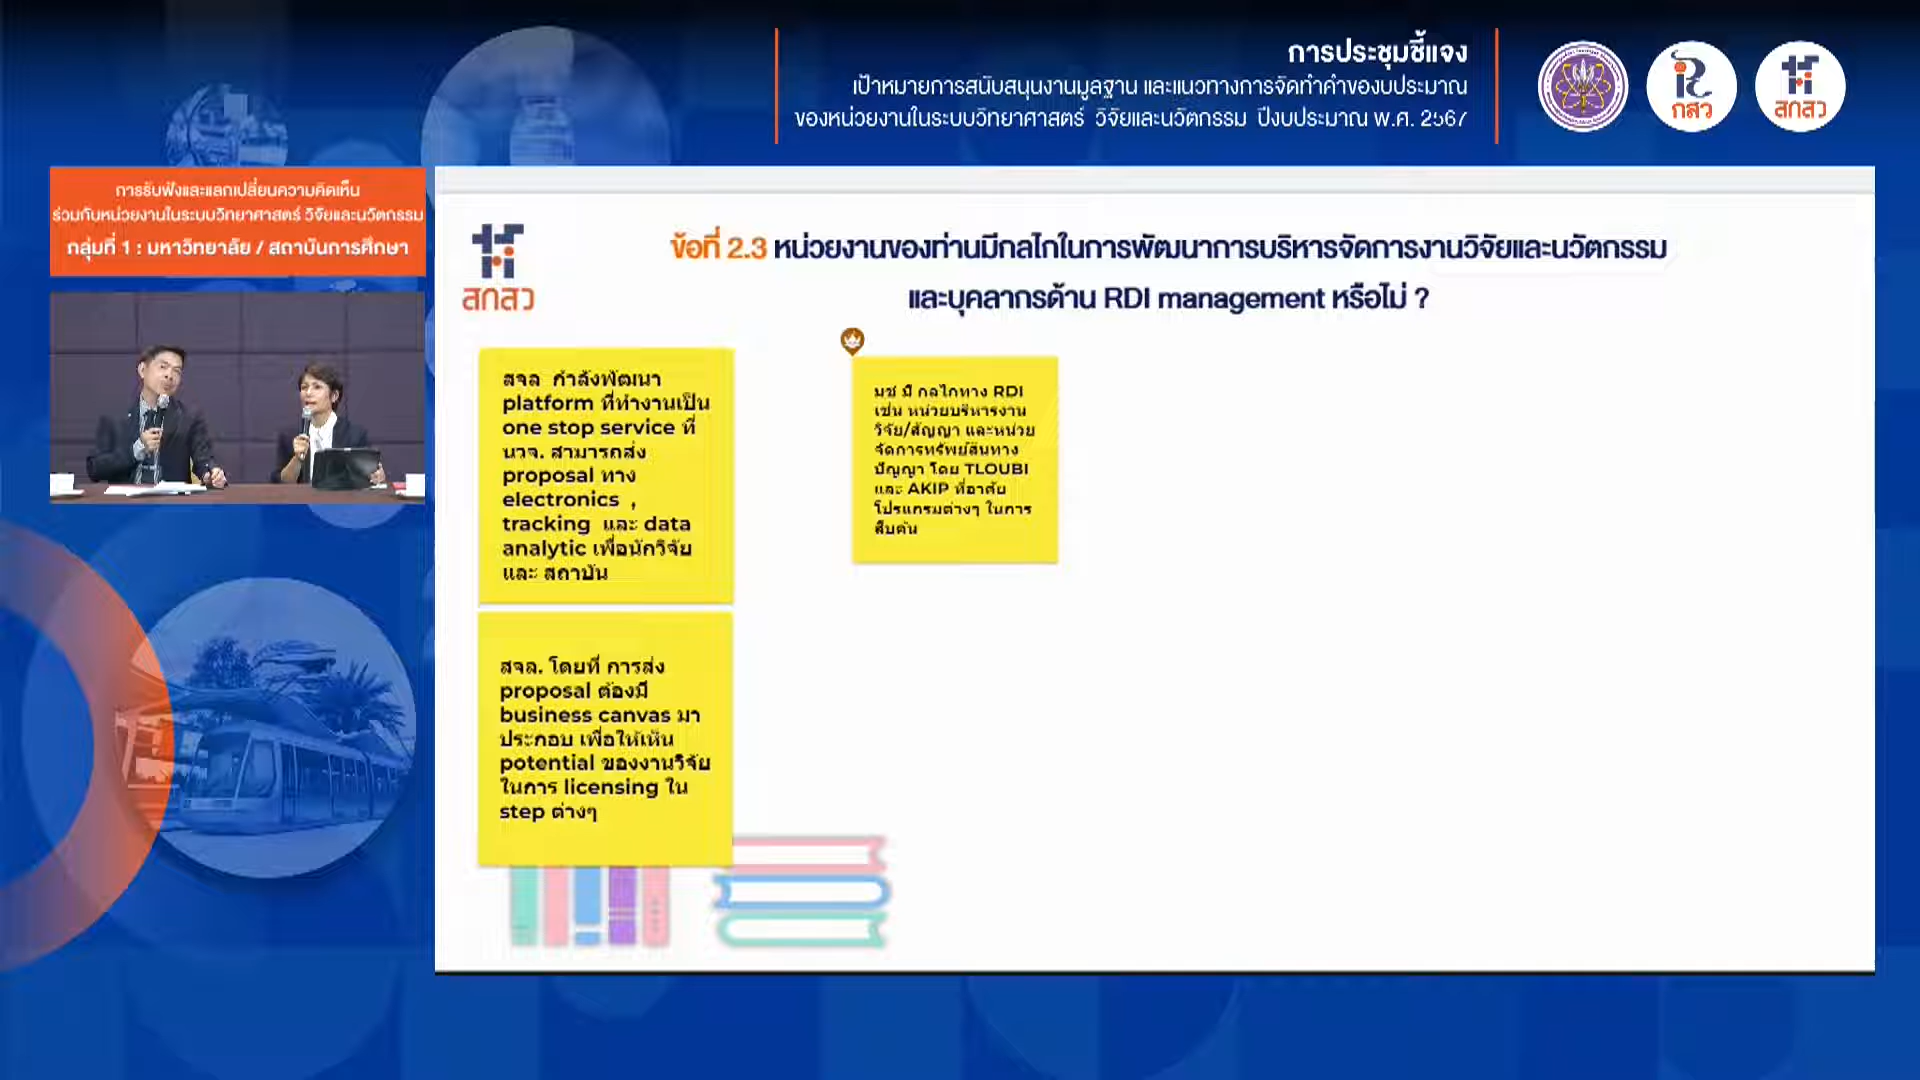 การประชุมชี้แจง
เป้าหมายการสนับสนุนงานมูลฐาน และแนวทางการจัดทำคำของบประมาณ
ของหน่วยงานในระบบวิทยาศาสตร์ วิจัยและนวัตกรรม ปีงบประมาณ พ.ศ. 2567
กสว
สกสว
การรับฟังและแลกเปลี่ยนความคิดเห็น
ร่วมกับหน่วยงานในระบบวิทยาศาสตร์ วิจัยและนวัตกรรม
กลุ่มที่ 1 : มหาวิทยาลัย / สถาบันการศึกษา
สกสว
ข้อที่ 2.3 หน่วยงานของท่านมีกลไกในการพัฒนาการบริหารจัดการงานวิจัยและนวัตกรรม
และบุคลากรด้าน RDI management หรือไม่ ?
สจล กำลังพัฒนา
platform ที่ทำงานเป็น
one stop service ที่
นวจ. สามารถส่ง
proposal ทาง
electronics ,
tracking และ data
analytic เพื่อนักวิจัย
และ สถาบัน
มช มี กลไกทาง RDI
เช่น หน่วยบริหารงาน
วิจัย/สัญญา และหน่วย
จัดการทรัพย์สินทาง
ปัญญา โดย TLOUBI
และ AKIP ที่อาศัย
โปรแกรมต่างๆ ในการ
สืบค้น
สจล. โดยที่ การส่ง
proposal ต้องมี
business canvas มา
ประกอบ เพื่อให้เห็น
potential ของงานวิจัย
ในการ licensing ใน
step ต่างๆ